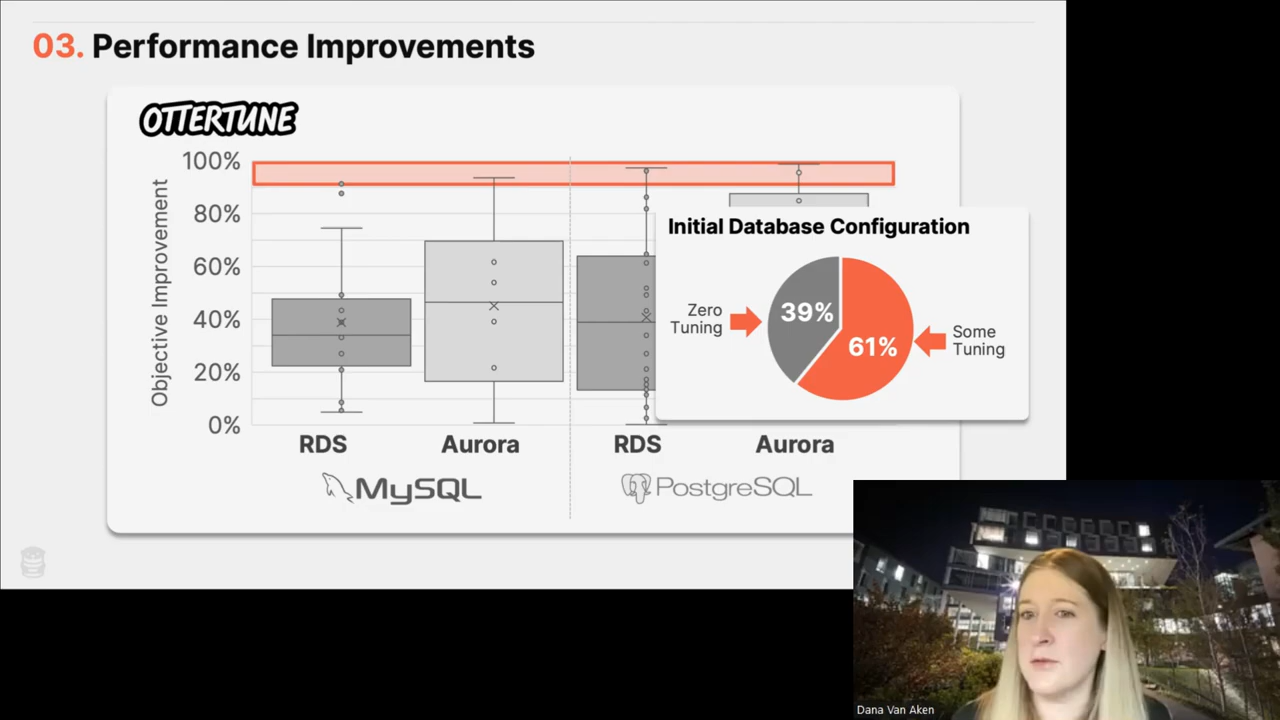 03. Performance Improvements
OTTERTUNE
100%
80%
60%
40%
20%
0%
Objective Improvement
RDS
Aurora
RDS
Aurora
MySQL
PostgreSQL
Initial Database Configuration
Zero
Tuning
39%
61%
Some
Tuning
Dana Van Aken